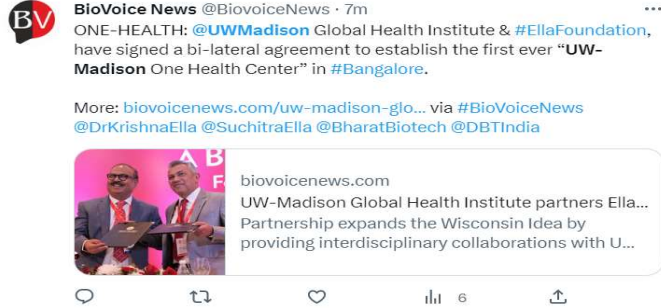 BV
BioVoice News @BiovoiceNews · 7m
ONE-HEALTH: @UWMadison Global Health Institute & #EllaFoundation,
have signed a bi-lateral agreement to establish the first ever “UW-
Madison One Health Center” in #Bangalore.
More: biovoicenews.com/uw-madison-glo... via #BioVoiceNews
@DrKrishnaElla @SuchitraElla @BharatBiotech @DBTIndia
A B
F
biovoicenews.com
UW-Madison Global Health Institute partners Ella...
Partnership expands the Wisconsin Idea by
providing interdisciplinary collaborations with U...
6